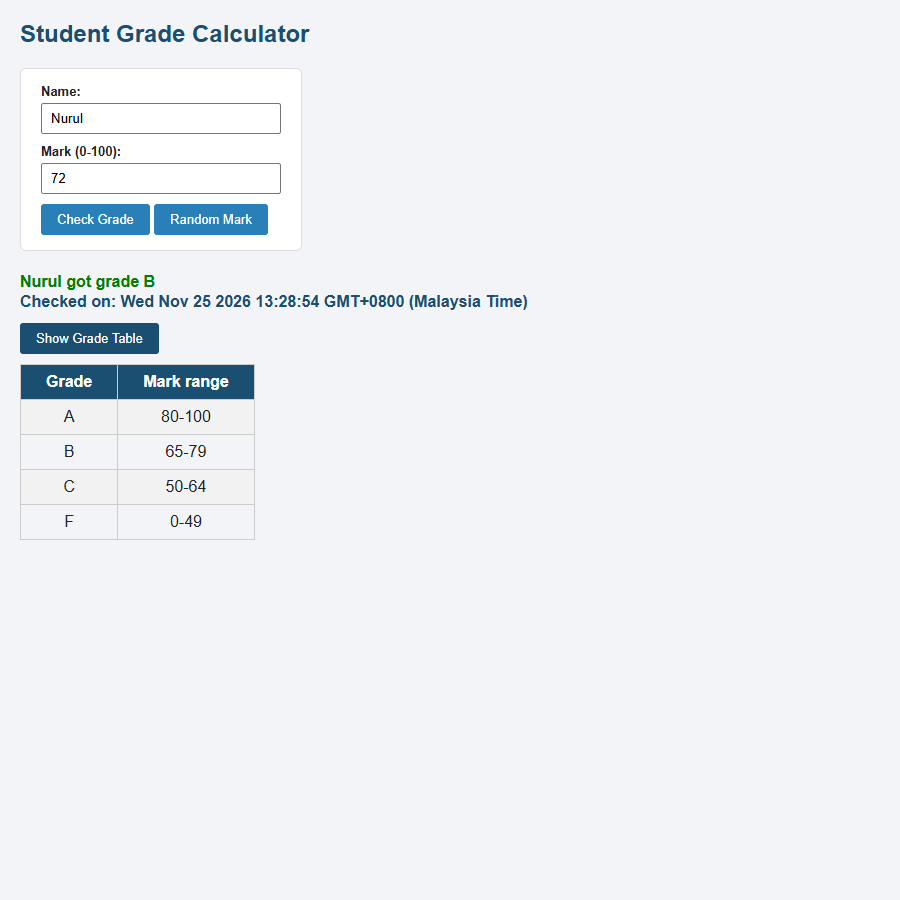 Student Grade Calculator
Name:
Nurul
Mark (0-100):
72
Check Grade Random Mark
Nurul got grade B
Checked on: Wed Nov 25 2026 13:28:54 GMT+0800 (Malaysia Time)
Show Grade Table
Grade Mark range
A 80-100
B 65-79
C 50-64
F 0-49